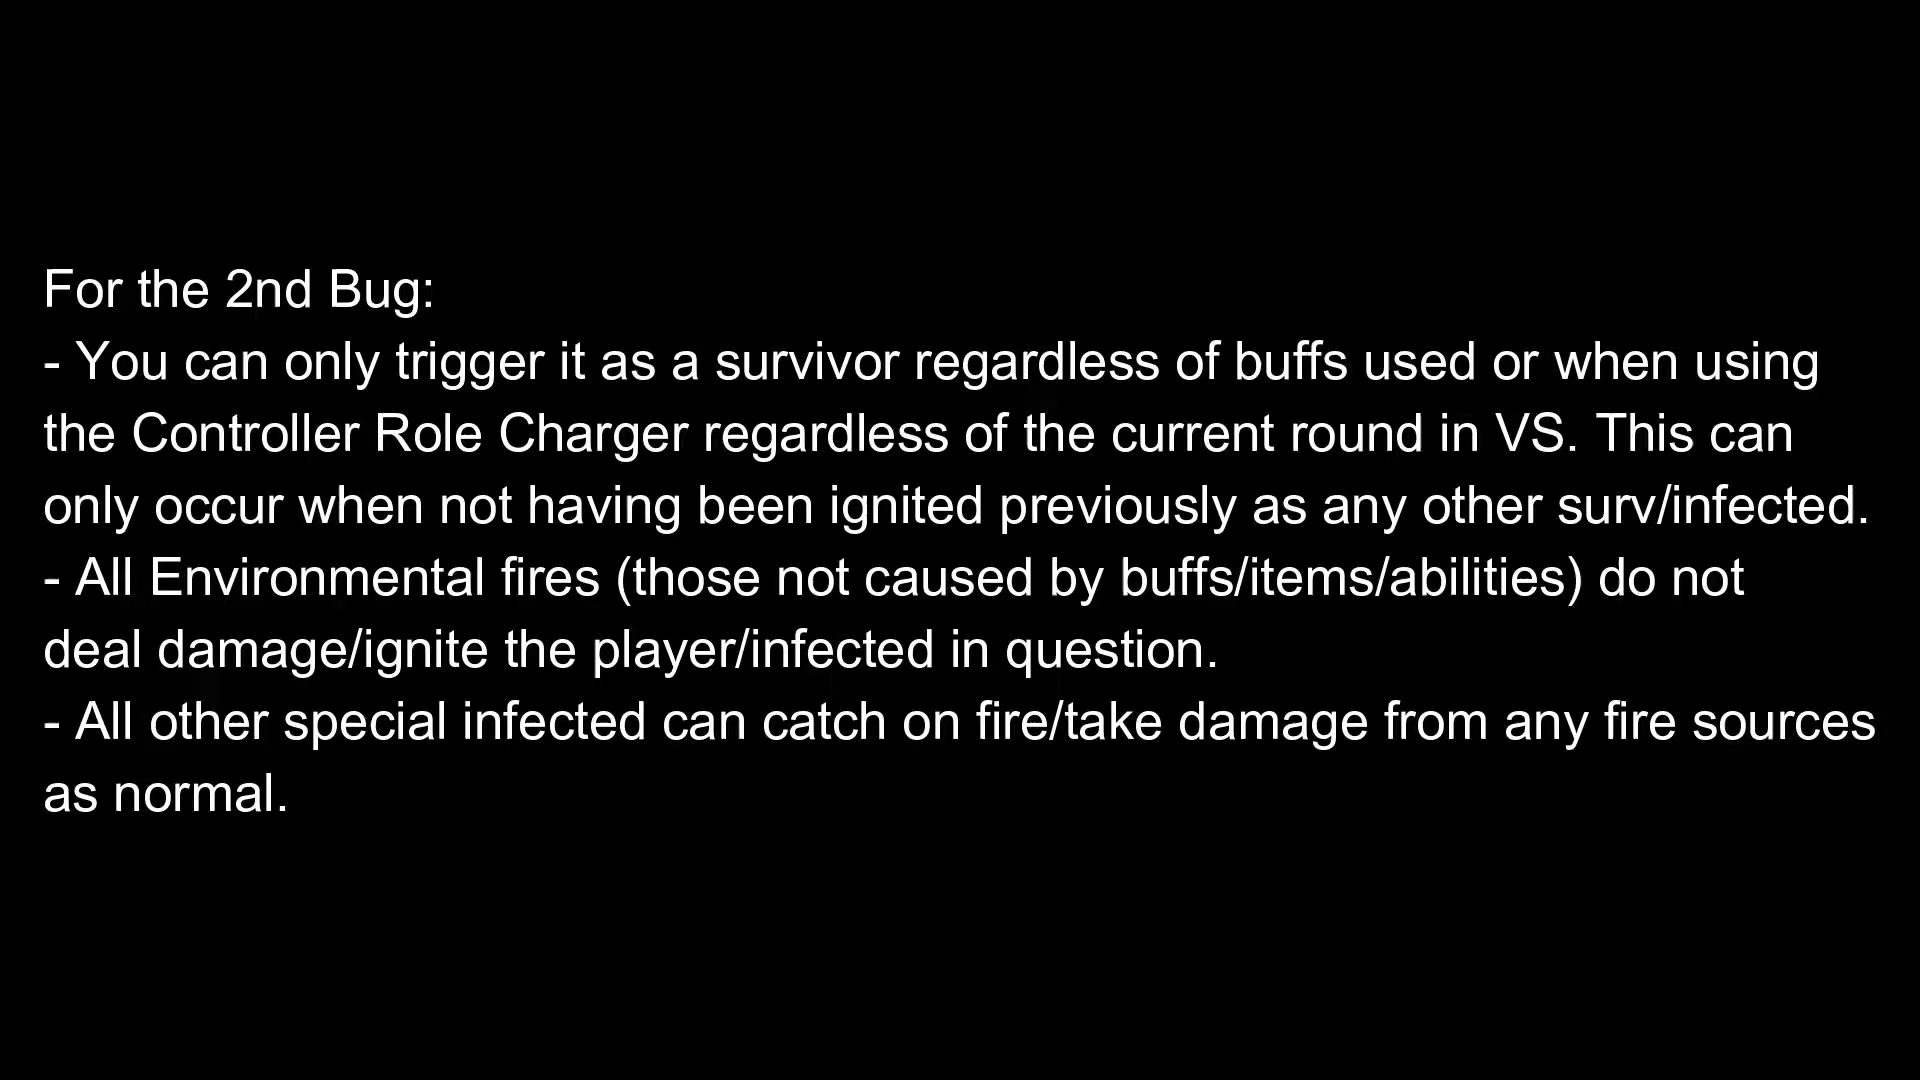 For the 2nd Bug:
- You can only trigger it as a survivor regardless of buffs used or when using
the Controller Role Charger regardless of the current round in VS. This can
only occur when not having been ignited previously as any other surv/infected.
- All Environmental fires (those not caused by buffs/items/abilities) do not
deal damage/ignite the player/infected in question.
- All other special infected can catch on fire/take damage from any fire sources
as normal.